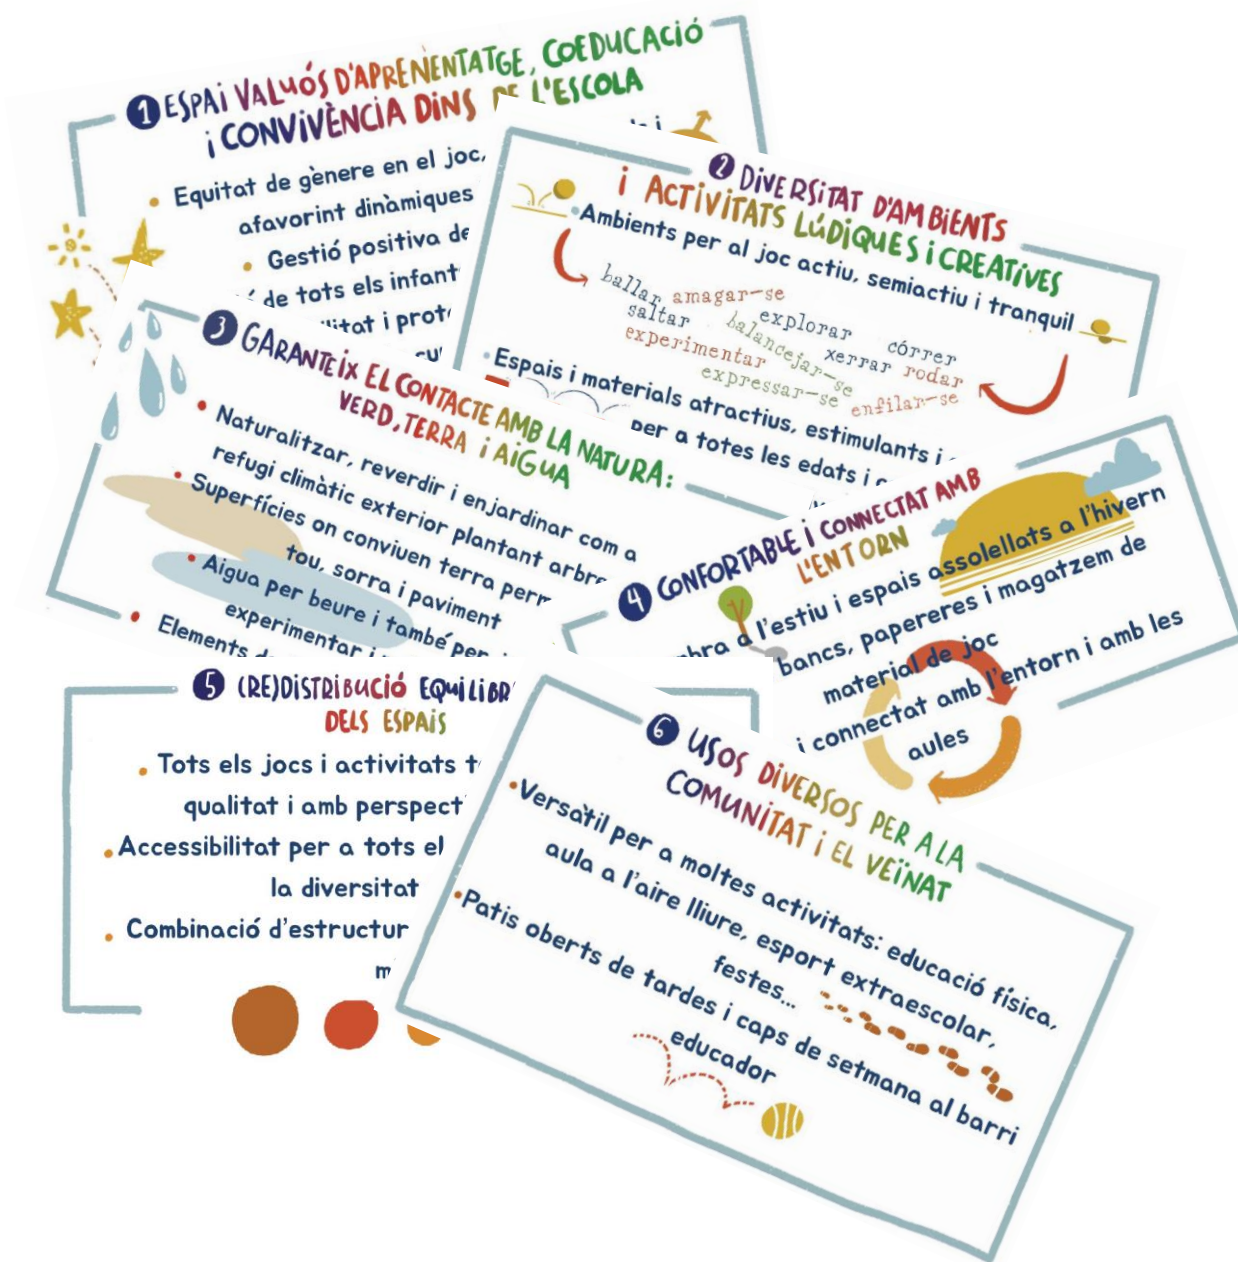 1 ESPAI VALUÓS D'APRENENTATGE, COEDUCACIÓ
i CONVIVÈNCIA DINS DE L'ESCOLA
• Equitat de gènere en el joc,
afavorint dinàmiques
• Gestió positiva de
de tots els infant
i prot
2 DIVERSITAT D'AMBIENTS
i ACTIVITATS LÚDIQUES i CREATIVES
•Ambients per al joc actiu, semiactiu i tranquil
ballar amagar-se
saltar explorar córrer
experimentar balancejar-se xerrar rodar
expressar-se enfilar-se
•Espais i materials atractius, estimulants i
per a totes les edats i
3 GARANTEIX EL CONTACTE AMB LA NATURA:
VERD, TERRA i AIGUA
• Naturalitzar, reverdir i enjardinar com a
refugi climàtic exterior plantant arbre
• Superfícies on conviuen terra perm
tou, sorra i paviment
• Aigua per beure i també per
experimentar i
• Elements d
4 CONFORTABLE i CONNECTAT AMB
L'ENTORN
mbra a l'estiu i espais assolellats a l'hivern
bancs, papereres i magatzem de
material de joc
i connectat amb l'entorn i amb les
aules
5 (RE)DISTRIBUCIÓ EQUILIBR
DELS ESPAIS
• Tots els jocs i activitats t
qualitat i amb perspect
• Accessibilitat per a tots el
la diversitat
• Combinació d'estructur
m
6 USOS DIVERSOS PER A LA
COMUNITAT i EL VEÏNAT
•Versàtil per a moltes activitats: educació física,
aula a l'aire lliure, esport extraescolar,
festes...
•Patis oberts de tardes i caps de setmana al barri
educador